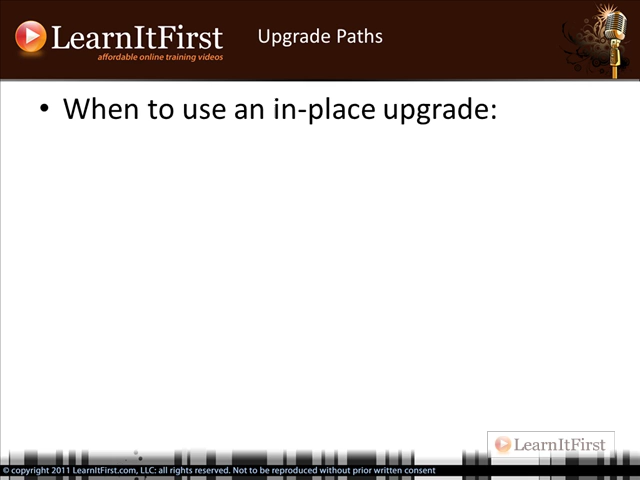 LearnItFirst
affordable online training videos
Upgrade Paths
• When to use an in-place upgrade:
LearnItFirst
© copyright 2011 LearnItFirst.com, LLC: all rights reserved. Not to be reproduced without prior written consent